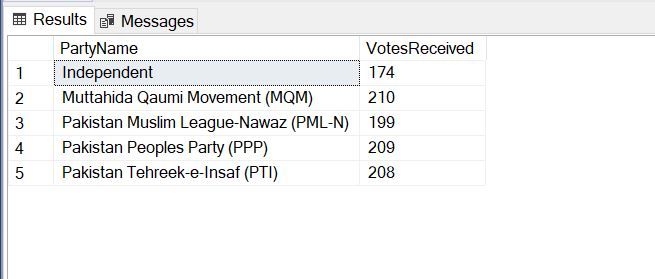 Results Messages
PartyName VotesReceived
1 Independent 174
2 Muttahida Qaumi Movement (MQM) 210
3 Pakistan Muslim League-Nawaz (PML-N) 199
4 Pakistan Peoples Party (PPP) 209
5 Pakistan Tehreek-e-Insaf (PTI) 208